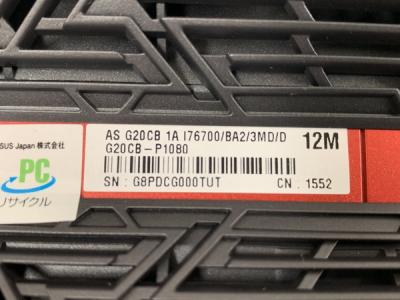 SUS Japan 株式会社
PC
リサイクル
AS G20CB 1A I76700/BA2/3MD/D
G20CB-P1080
12M
SN : G8PDCG000TUT
CN . 1552